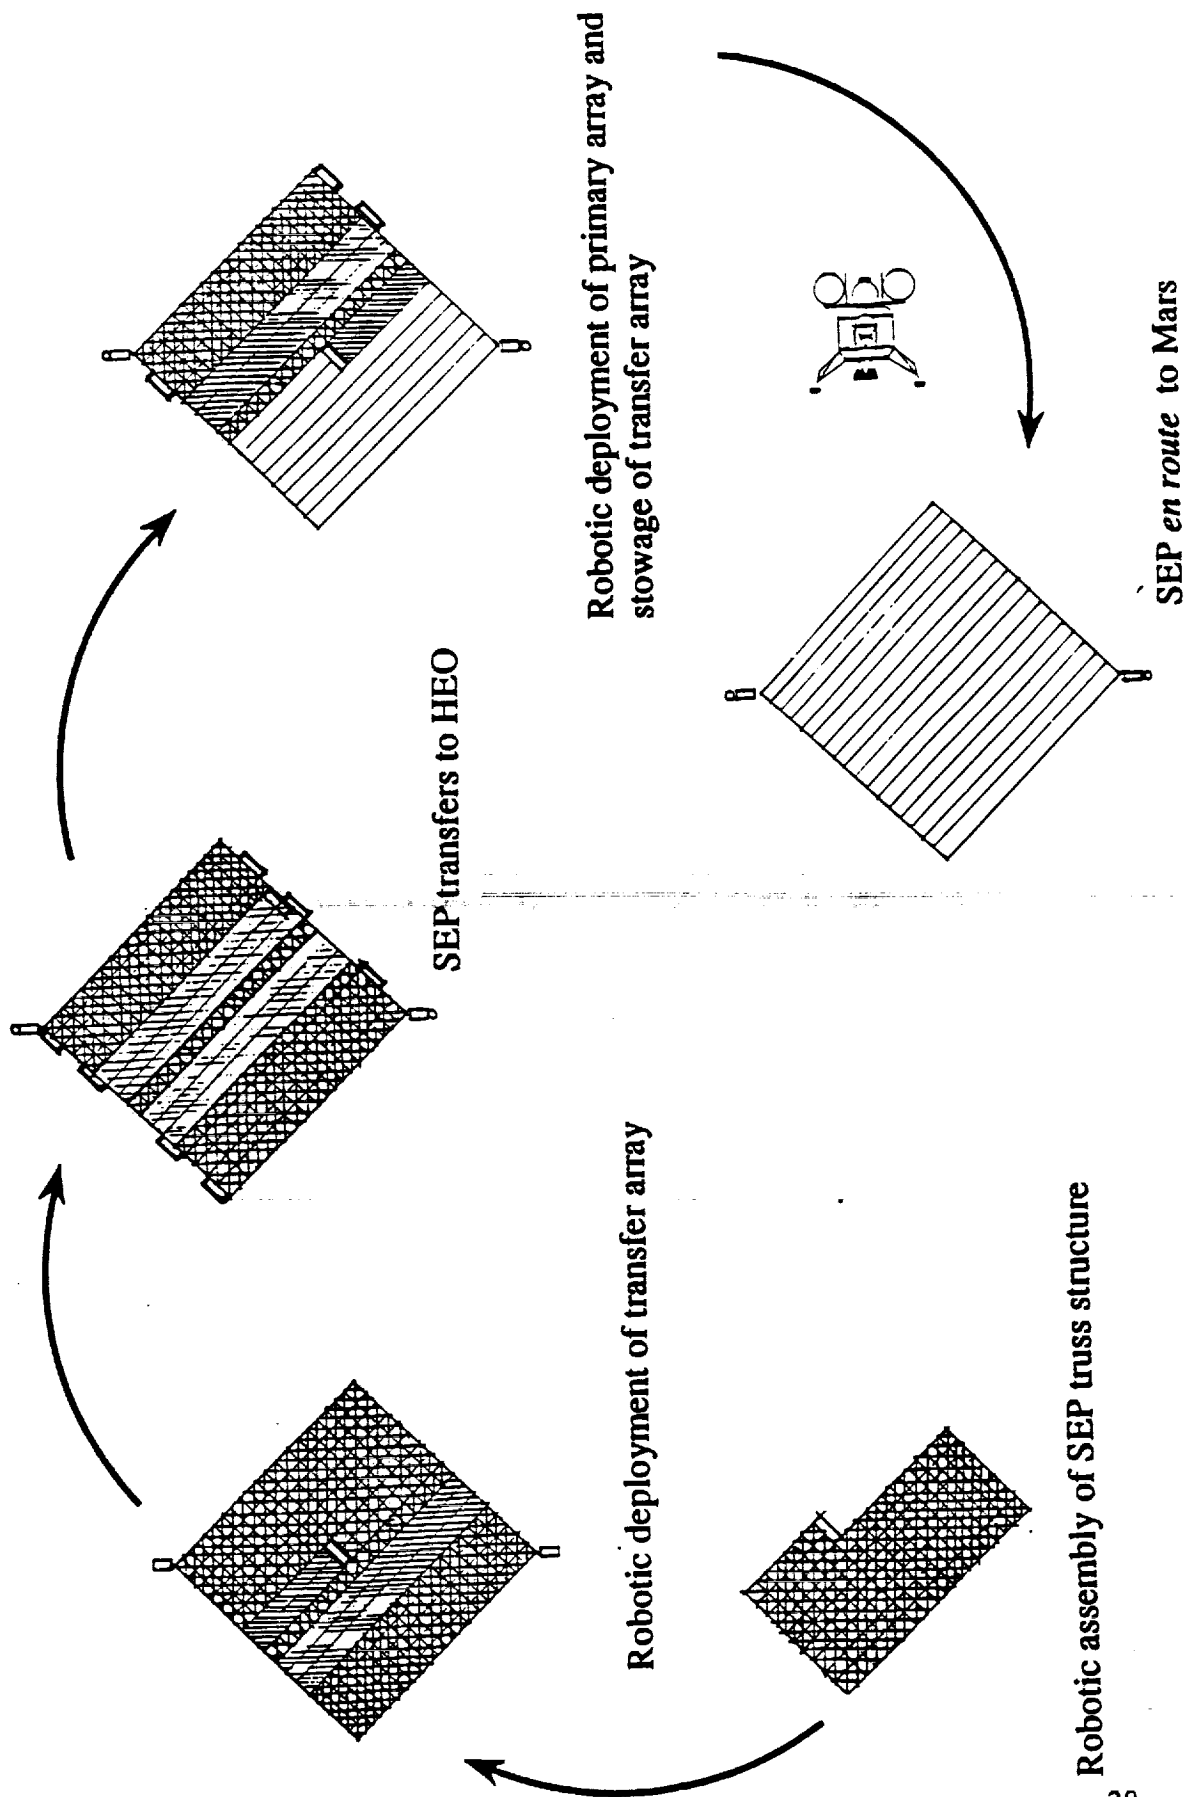 Robotic assembly of SEP truss structure
Robotic deployment of transfer array
SEP transfers to HEO
Robotic deployment of primary array and
stowage of transfer array
SEP en route to Mars